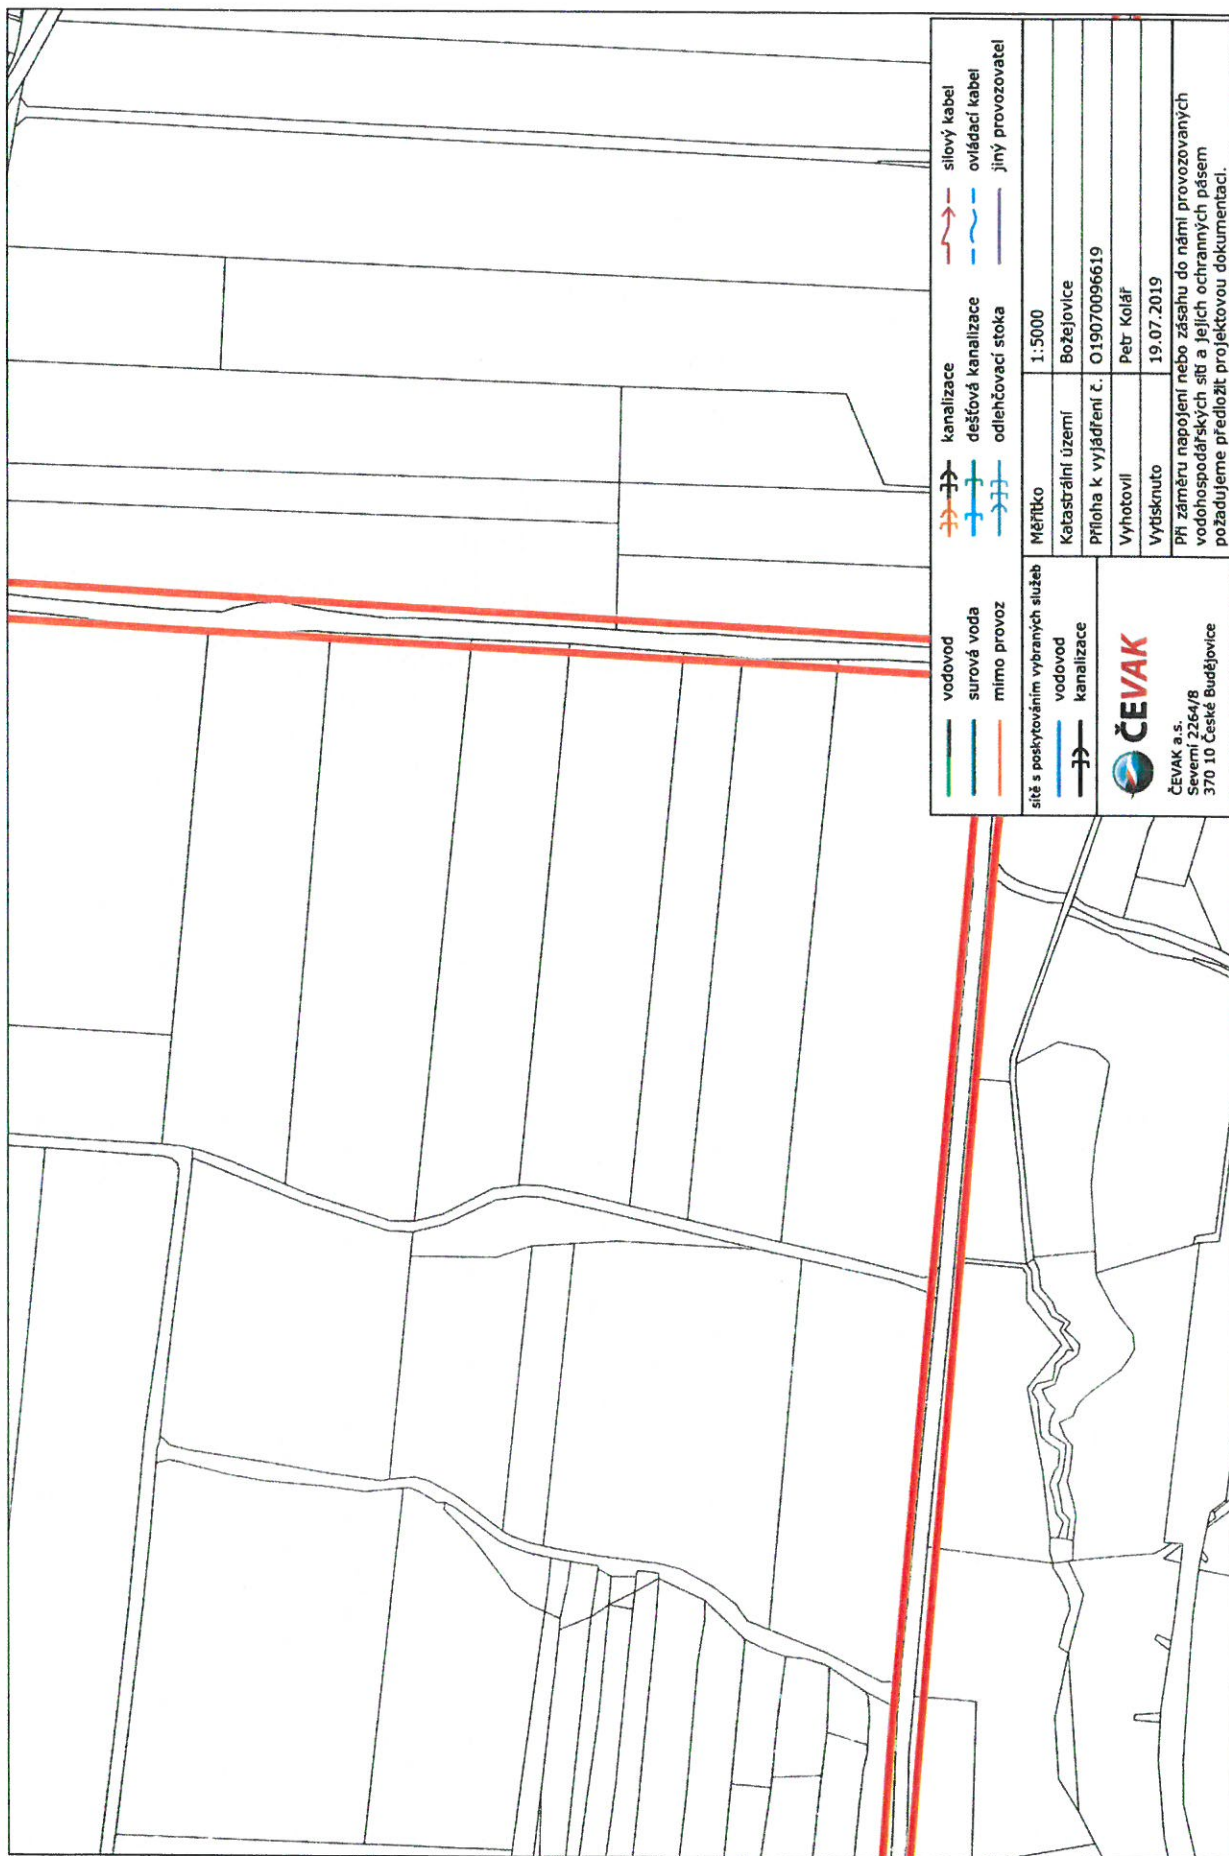 vodovod
surová voda
mimo provoz
kanalizace
dešťová kanalizace
odlehčovací stoka
silový kabel
ovládací kabel
jiný provozovatel
sítě s poskytováním vybraných služeb
vodovod
kanalizace
ČEVAK
ČEVAK a.s.
Severní 2264/8
370 10 České Budějovice
Měřítko 1:5000
Katastrální území Božejovice
Příloha k vyjádření č. O19070096619
Vyhotovil Petr Kolář
Vytisknuto 19.07.2019
Při záměru napojení nebo zásahu do námi provozovaných
vodohospodářských sítí a jejich ochranných pásem
požadujeme předložit projektovou dokumentaci.